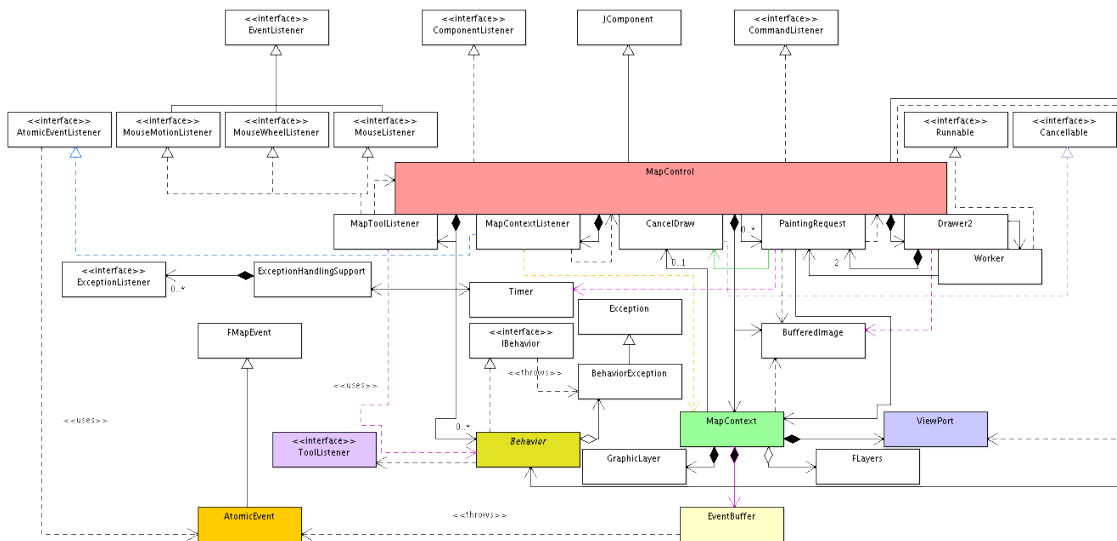 <<interface>>
EventListener
<<interface>>
ComponentListener
JComponent
<<interface>>
CommandListener
<<interface>>
AtomicEventListener
<<interface>>
MouseMotionListener
<<interface>>
MouseWheelListener
<<interface>>
MouseListener
<<interface>>
Runnable
<<interface>>
Cancellable
MapControl
MapToolListener
MapContextListener
CancelDraw
0..*
PaintingRequest
Drawer2
0..1
2
Worker
<<interface>>
ExceptionListener
0..*
ExceptionHandlingSupport
Timer
Exception
FMapEvent
<<interface>>
IBehavior
BufferedImage
<<throws>>
BehaviorException
<<uses>>
<<uses>>
0..*
MapContext
ViewPort
<<interface>>
ToolListener
Behavior
GraphicLayer
FLayers
AtomicEvent
<<throws>>
EventBuffer